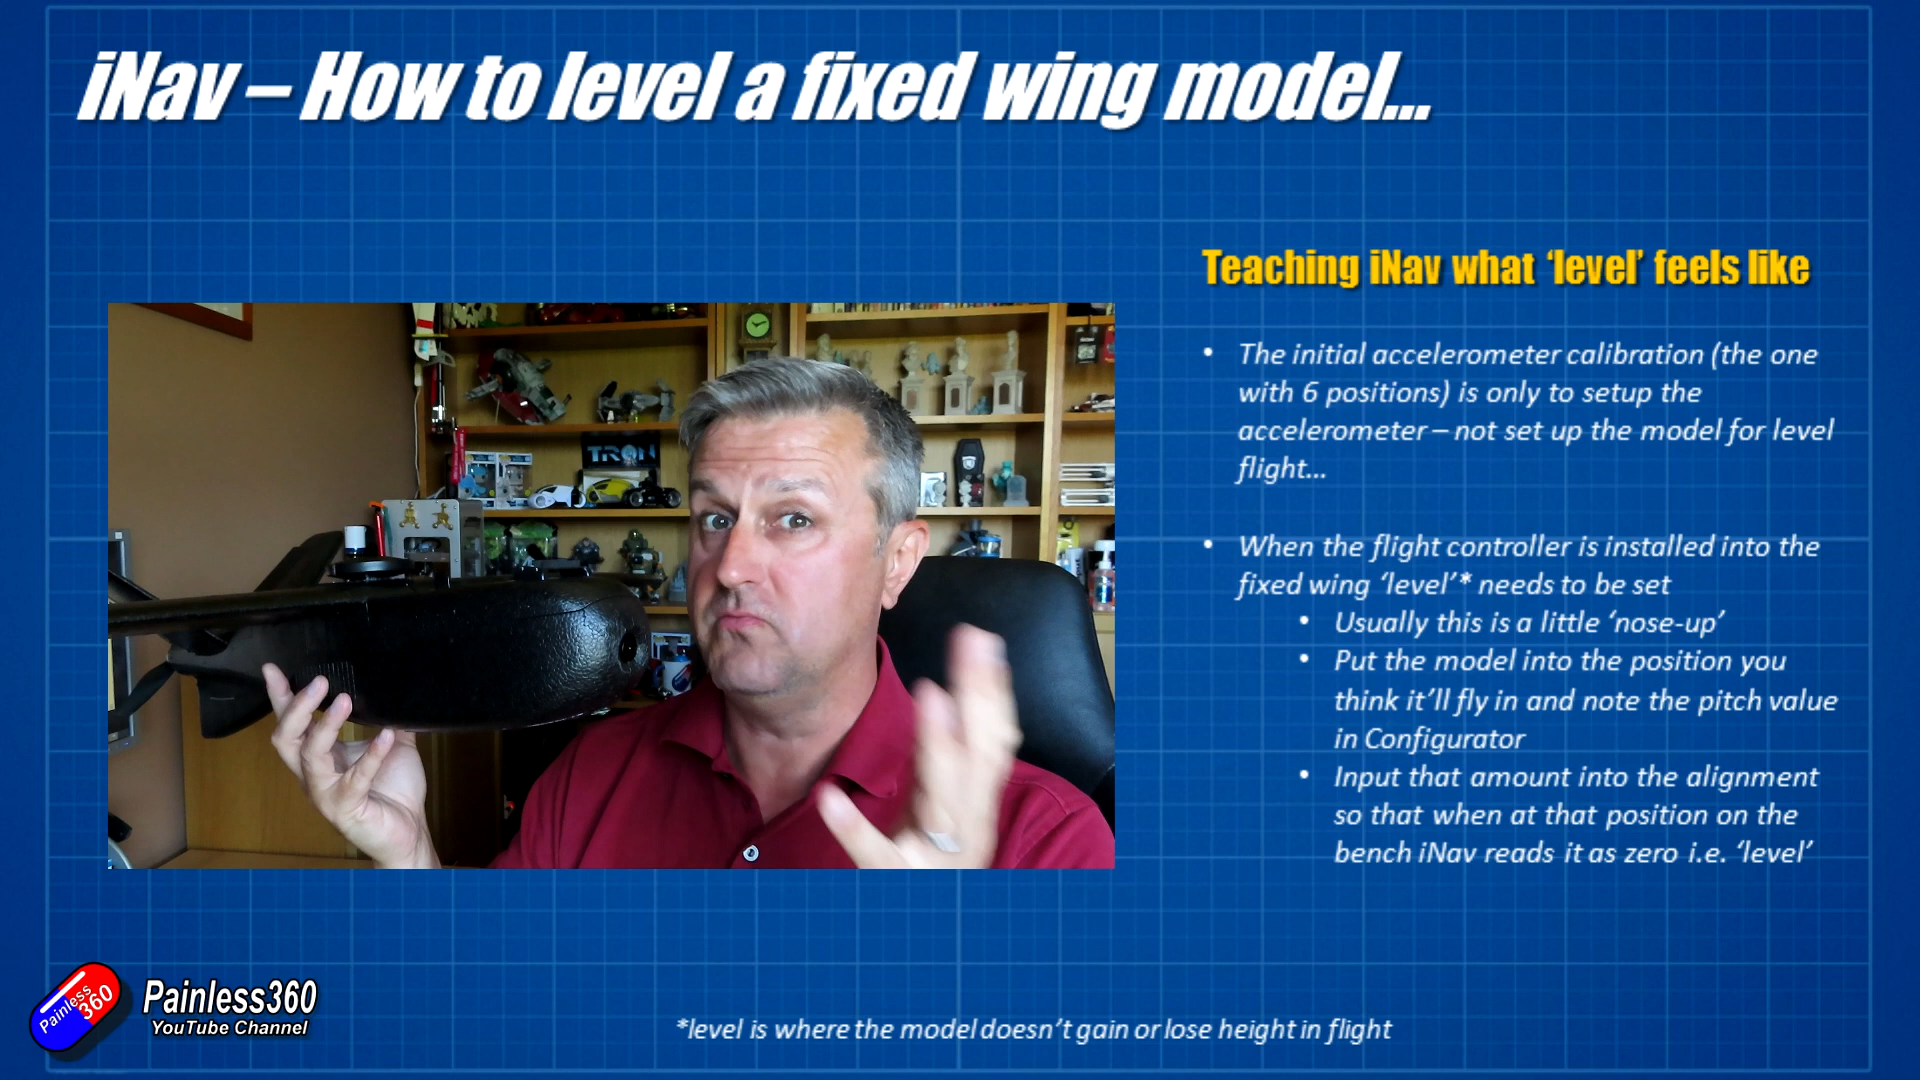 iNav – How to level a fixed wing model...
Teaching iNav what ‘level’ feels like
• The initial accelerometer calibration (the one
with 6 positions) is only to setup the
accelerometer – not set up the model for level
flight...
• When the flight controller is installed into the
fixed wing ‘level’* needs to be set
• Usually this is a little ‘nose-up’
• Put the model into the position you
think it’ll fly in and note the pitch value
in Configurator
• Input that amount into the alignment
so that when at that position on the
bench iNav reads it as zero i.e. ‘level’
TRON
Painless
360
Painless360
YouTube Channel
*level is where the model doesn’t gain or lose height in flight